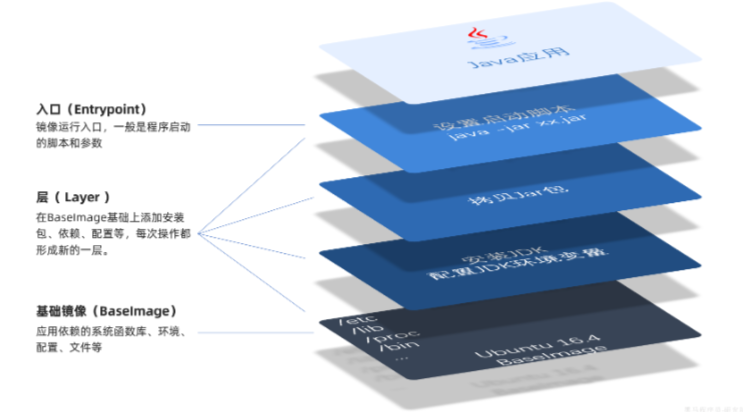 入口（Entrypoint）
镜像运行入口，一般是程序启动
的脚本和参数
层（ Layer ）
在BaseImage基础上添加安装
包、依赖、配置等，每次操作都
形成新的一层。
基础镜像（BaseImage）
应用依赖的系统函数库、环境、
配置、文件等
Java应用
设置启动脚本
java -jar xx.jar
拷贝Jar包
安装JDK
配置JDK环境变量
/etc
/lib
/proc
/bin
...
Ubuntu 16.4
BaseImage